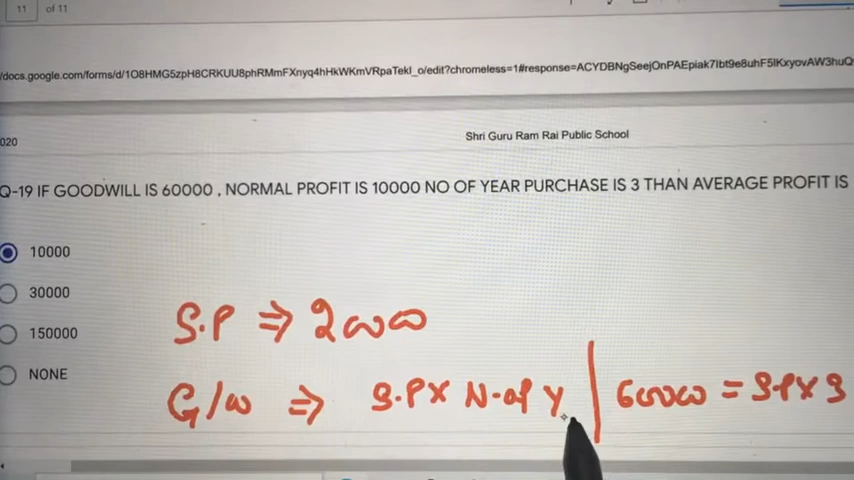 11 of 11
/docs.google.com/forms/d/1O8HMG5zpH8CRKUU8phRMmFXnyq4hHkWKmVRpaTekI_o/edit?chromeless=1#response=ACYDBNgSeejOnPAEpiak7Ibt9e8uhF5IKxyovAW3huQ
020 Shri Guru Ram Rai Public School
Q-19 IF GOODWILL IS 60000 , NORMAL PROFIT IS 10000 NO OF YEAR PURCHASE IS 3 THAN AVERAGE PROFIT IS
10000
30000
150000
NONE
S.P ⇒ 20000
G/w ⇒ S.P X N-of Y | 60000 = S.P X 3